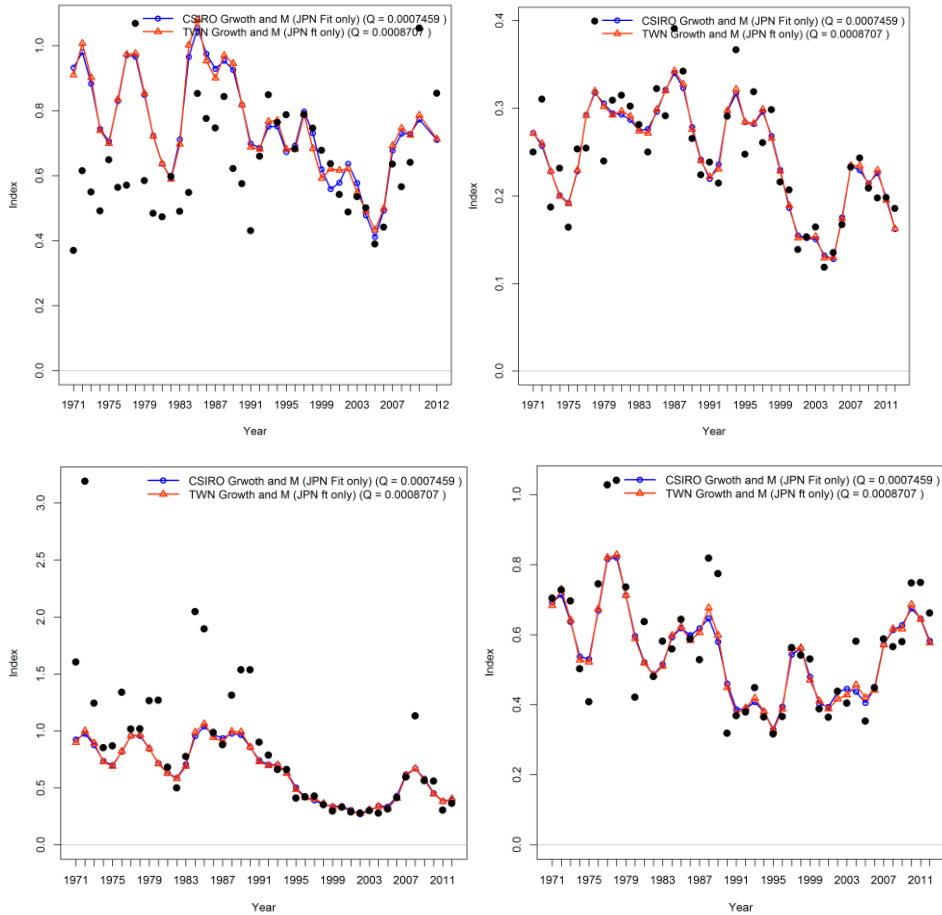 CSIRO Grwoth and M (JPN Fit only) (Q = 0.0007459 )
TWN Growth and M (JPN ft only) (Q = 0.0008707 )
Index
1.0
0.8
0.6
0.4
0.2
0.0
1971 1975 1979 1983 1987 1991 1995 1999 2003 2007 2012
Year
CSIRO Growth and M (JPN Fit only) (Q = 0.0007459 )
TWN Growth and M (JPN ft only) (Q = 0.0008707 )
Index
0.4
0.3
0.2
0.1
0.0
1971 1975 1979 1983 1987 1991 1995 1999 2003 2007 2011
Year
CSIRO Grwoth and M (JPN Fit only) (Q = 0.0007459 )
TWN Growth and M (JPN ft only) (Q = 0.0008707 )
Index
3.0
2.5
2.0
1.5
1.0
0.5
0.0
1971 1975 1979 1983 1987 1991 1995 1999 2003 2007 2011
Year
CSIRO Grwoth and M (JPN Fit only) (Q = 0.0007459 )
TWN Growth and M (JPN ft only) (Q = 0.0008707 )
Index
1.0
0.8
0.6
0.4
0.2
0.0
1971 1975 1979 1983 1987 1991 1995 1999 2003 2007 2011
Year